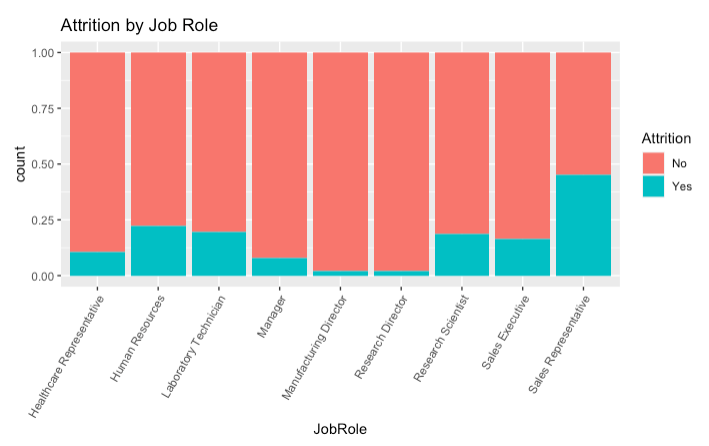 Attrition by Job Role
1.00
0.75
0.50
0.25
0.00
count
Healthcare Representative
Human Resources
Laboratory Technician
Manager
Manufacturing Director
Research Director
Research Scientist
Sales Executive
Sales Representative
JobRole
Attrition
No
Yes